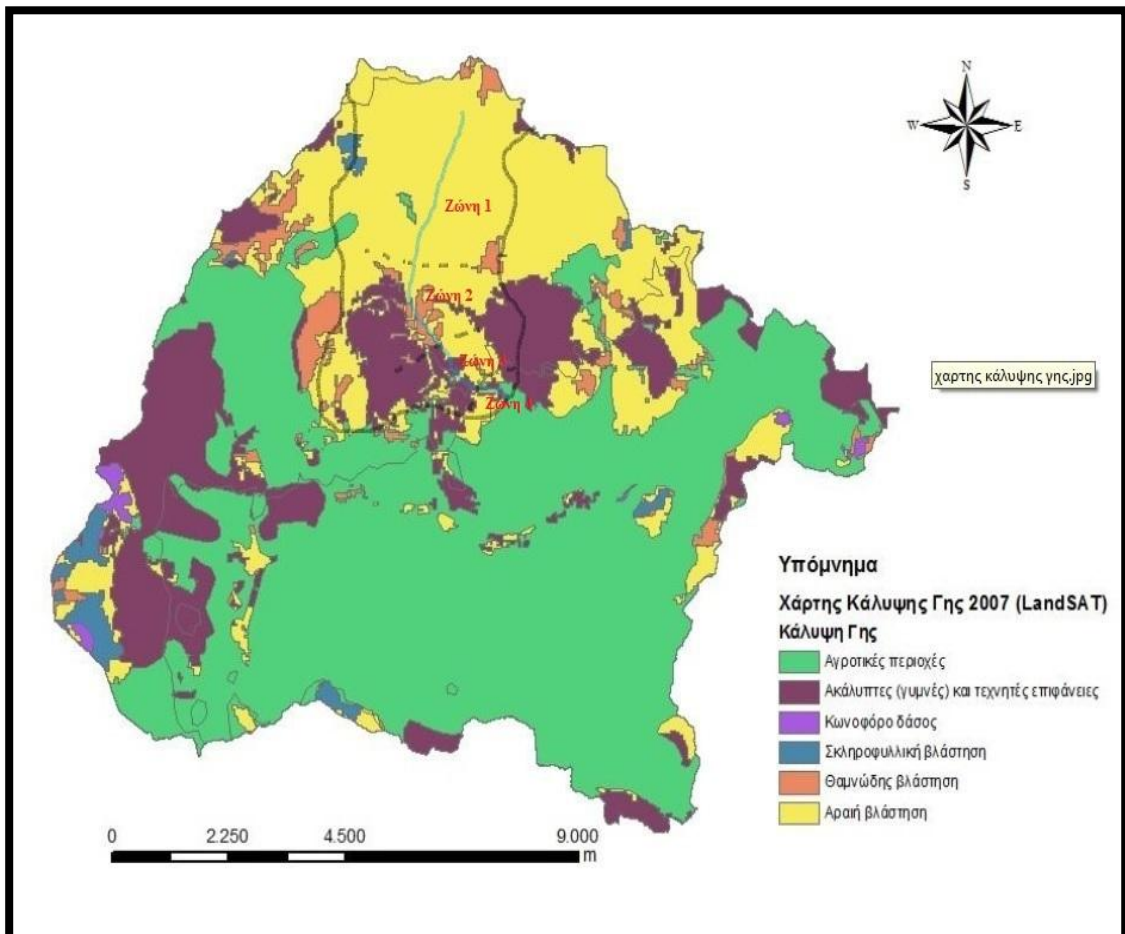 N
W
E
S
Ζώνη 1
Ζώνη 2
Ζώνη
Ζώνη
χαρτης κάλυψης γης.jpg
Υπόμνημα
Χάρτης Κάλυψης Γης 2007 (LandSAT)
Κάλυψη Γης
Αγροτικές περιοχές
Ακάλυπτες (γυμνές) και τεχνητές επιφάνειες
Κωνοφόρο δάσος
Σκληροφυλλική βλάστηση
Θαμνώδης βλάστηση
Αραιή βλάστηση
0 2.250 4.500 9.000
m